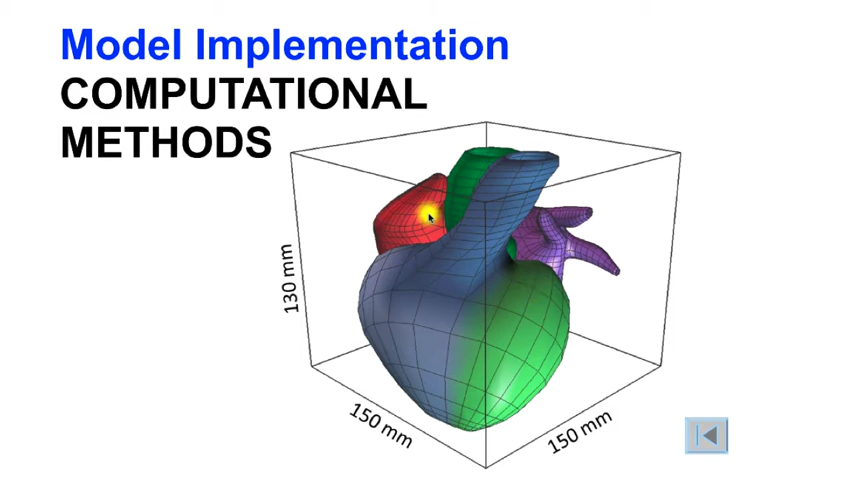 Model Implementation
COMPUTATIONAL
METHODS
130 mm
150 mm
150 mm